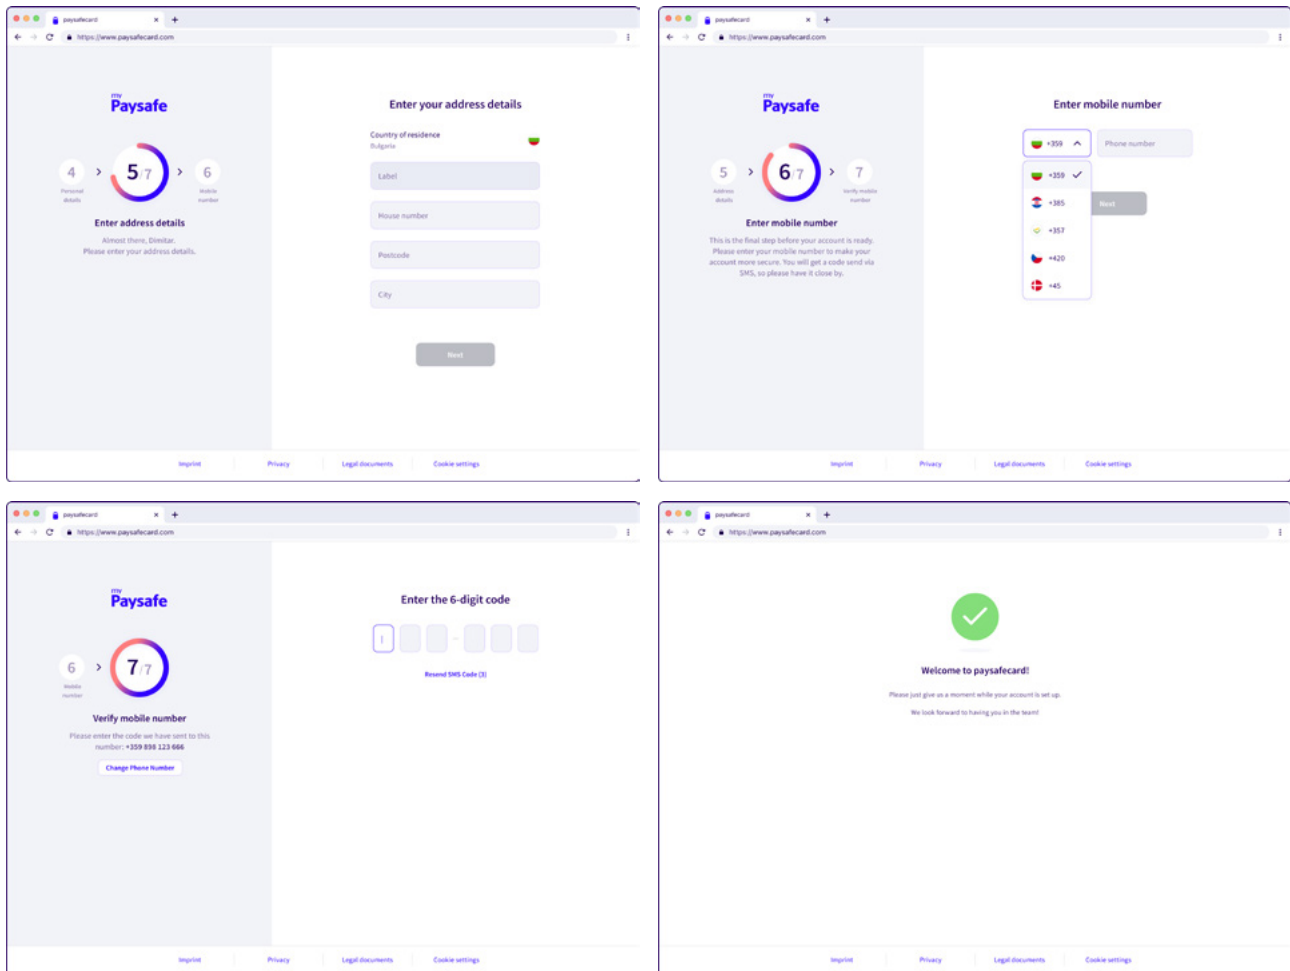 paysafecard
https://www.paysafecard.com
my
Paysafe
4
5/7
6
Personal details
Mobile number
Enter address details
Almost there, Dimitar.
Please enter your address details.
Enter your address details
Country of residence
Bulgaria
Label
House number
Postcode
City
Next
Imprint
Privacy
Legal documents
Cookie settings
paysafecard
https://www.paysafecard.com
my
Paysafe
5
6/7
7
Address details
Verify mobile number
Enter mobile number
This is the final step before your account is ready.
Please enter your mobile number to make your
account more secure. You will get a code send via
SMS, so please have it close by.
Enter mobile number
+359
Phone number
+359
+385
+357
+420
+45
Next
Imprint
Privacy
Legal documents
Cookie settings
paysafecard
https://www.paysafecard.com
my
Paysafe
6
7/7
Mobile number
Verify mobile number
Please enter the code we have sent to this
number: +359 898 123 666
Change Phone Number
Enter the 6-digit code
Resend SMS Code (3)
Imprint
Privacy
Legal documents
Cookie settings
paysafecard
https://www.paysafecard.com
Welcome to paysafecard!
Please just give us a moment while your account is set up.
We look forward to having you in the team!
Imprint
Privacy
Legal documents
Cookie settings